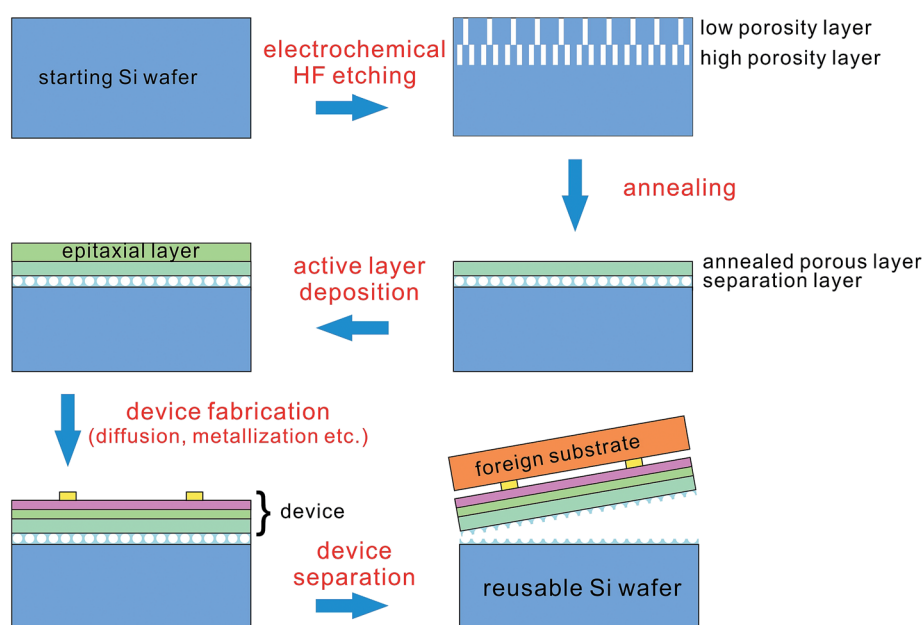 starting Si wafer
electrochemical
HF etching
low porosity layer
high porosity layer
annealing
epitaxial layer
active layer
deposition
annealed porous layer
separation layer
device fabrication
(diffusion, metallization etc.)
foreign substrate
device
device
separation
reusable Si wafer